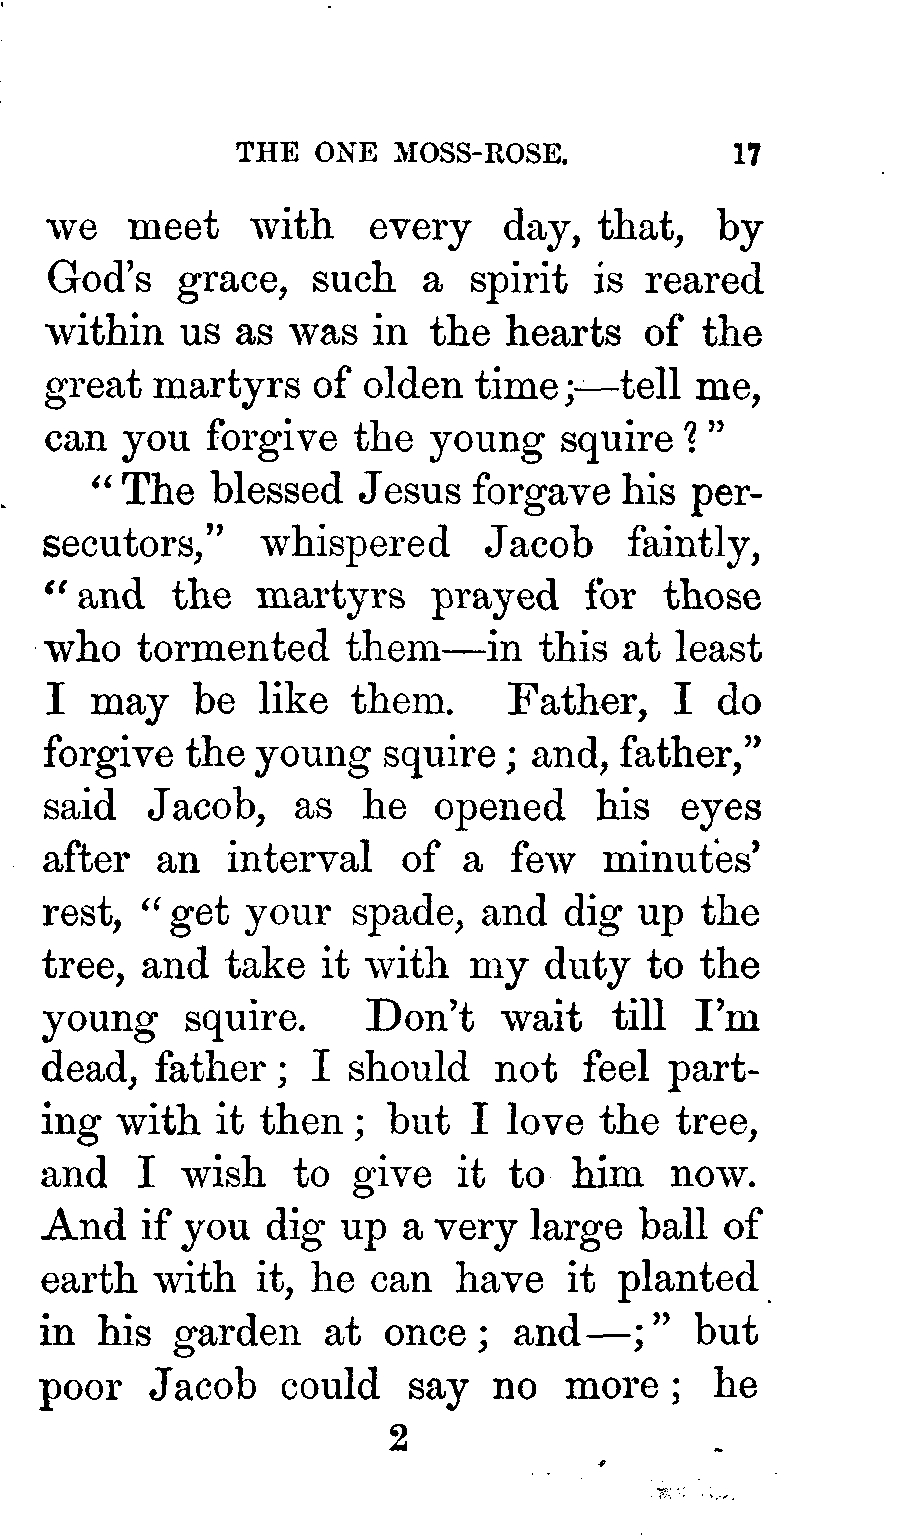 THE ONE MOSS-ROSE. 17
we meet with every day, that, by
God's grace, such a spirit is reared
within us as was in the hearts of the
great martyrs of olden time;—tell me,
can you forgive the young squire?"
"The blessed Jesus forgave his per-
secutors," whispered Jacob faintly,
"and the martyrs prayed for those
who tormented them—in this at least
I may be like them. Father, I do
forgive the young squire; and, father,"
said Jacob, as he opened his eyes
after an interval of a few minutes'
rest, "get your spade, and dig up the
tree, and take it with my duty to the
young squire. Don't wait till I'm
dead, father; I should not feel part-
ing with it then; but I love the tree,
and I wish to give it to him now.
And if you dig up a very large ball of
earth with it, he can have it planted
in his garden at once; and—;" but
poor Jacob could say no more; he
2